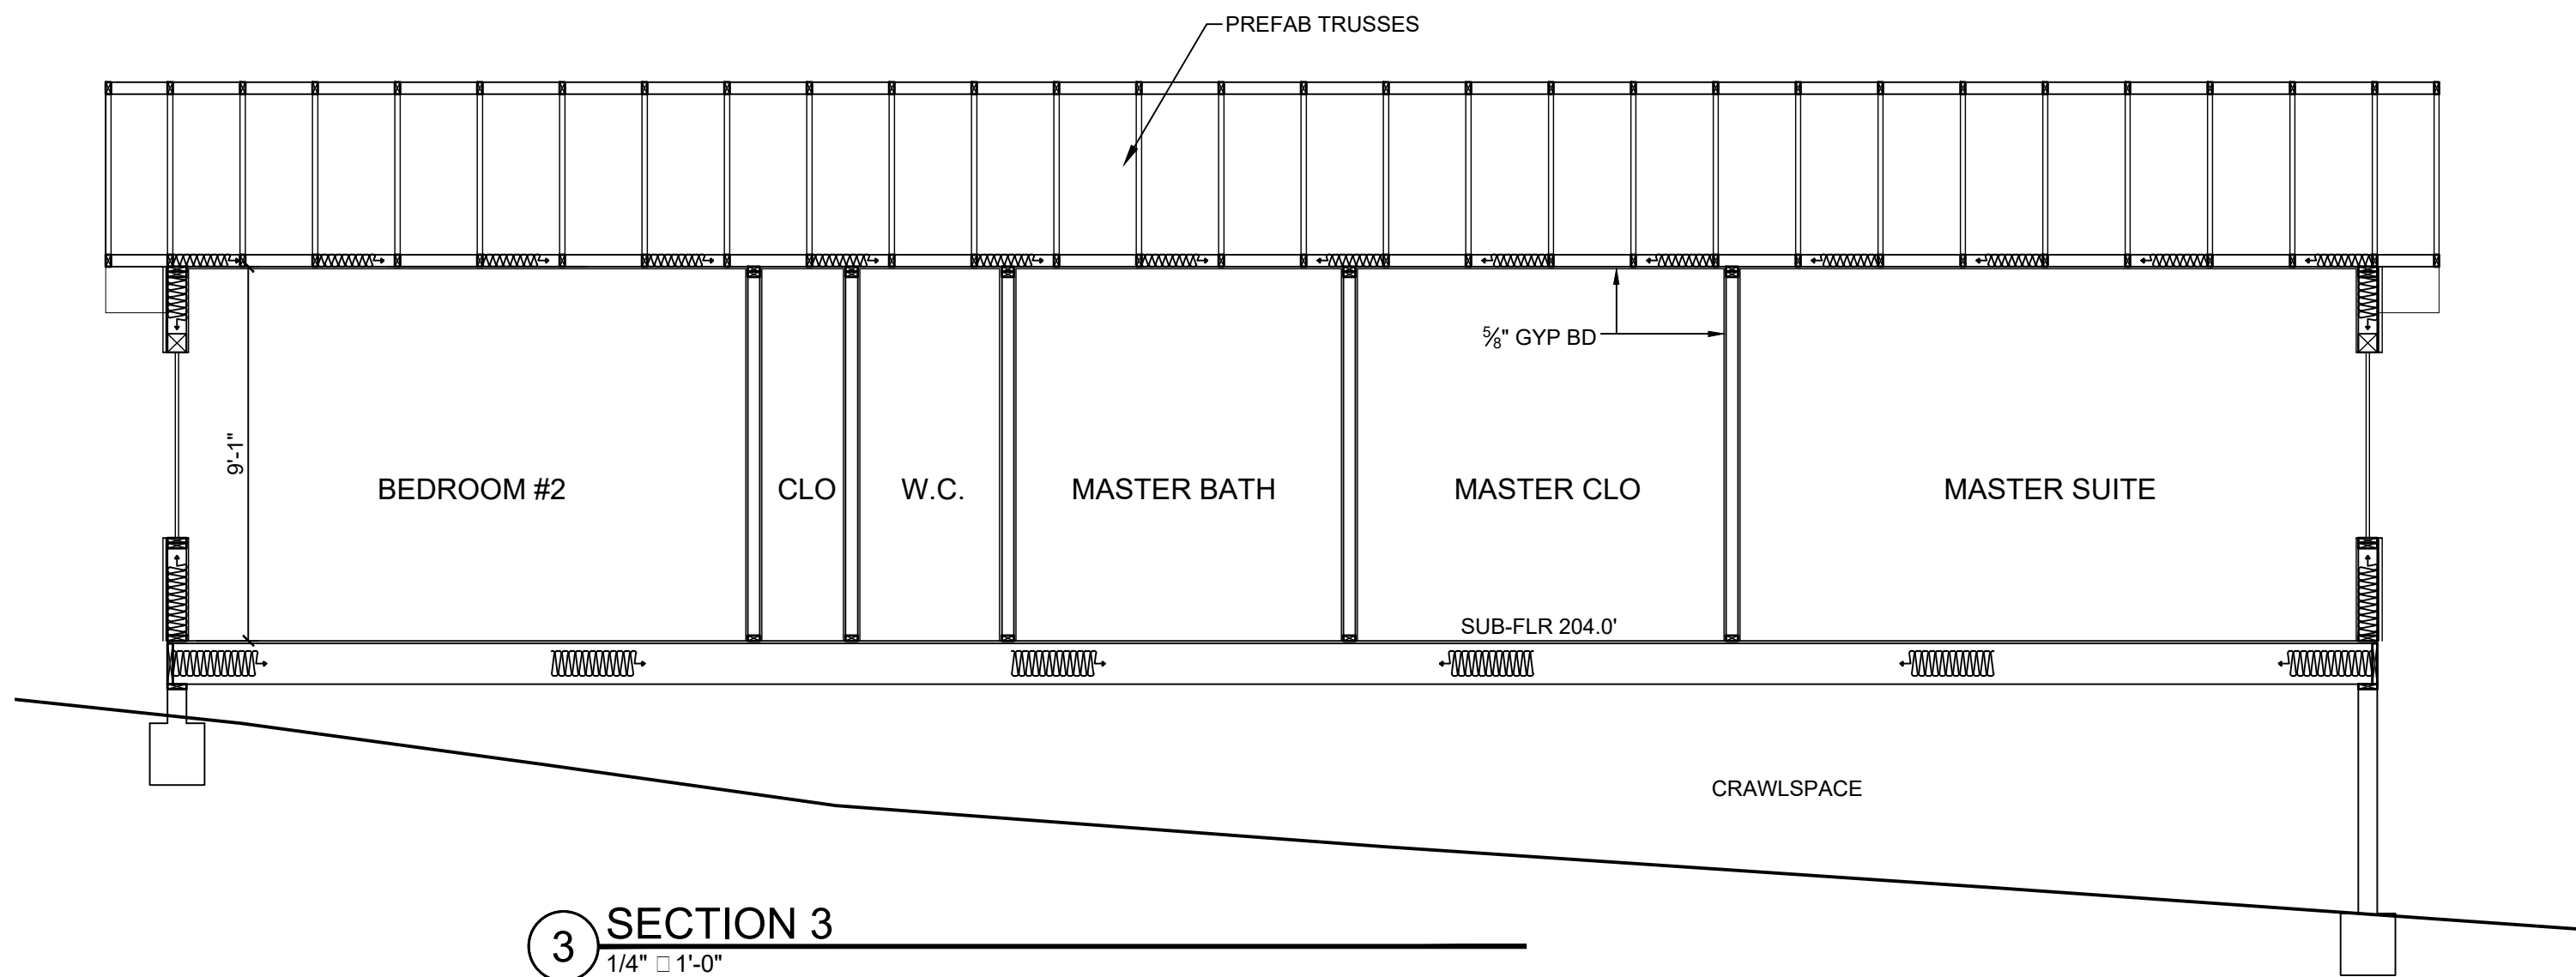 PREFAB TRUSSES
⅝" GYP BD
9'-1"
BEDROOM #2
CLO
W.C.
MASTER BATH
MASTER CLO
MASTER SUITE
SUB-FLR 204.0'
CRAWLSPACE
3
SECTION 3
1/4" □ 1'-0"